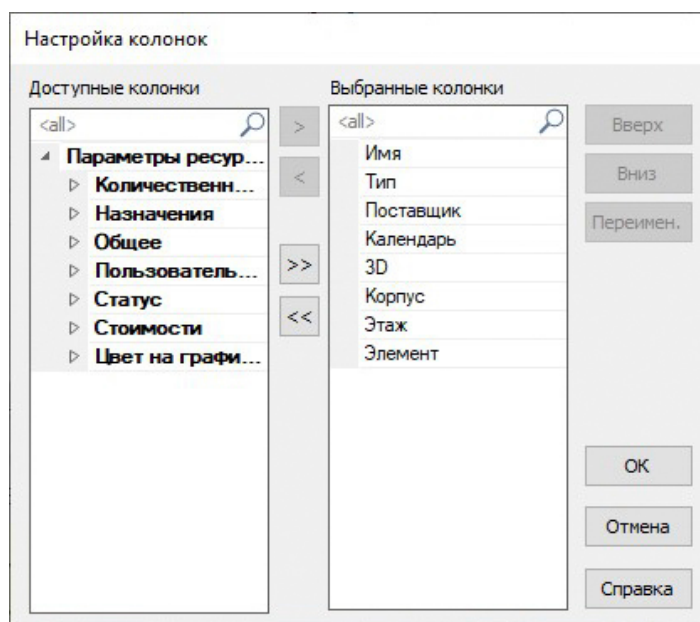 Настройка колонок
Доступные колонки
<all>
Параметры ресур...
Количественн...
Назначения
Общее
Пользователь...
Статус
Стоимости
Цвет на графи...
>
<
>>
<<
Выбранные колонки
<all>
Имя
Тип
Поставщик
Календарь
3D
Корпус
Этаж
Элемент
Вверх
Вниз
Переимен.
ОК
Отмена
Справка